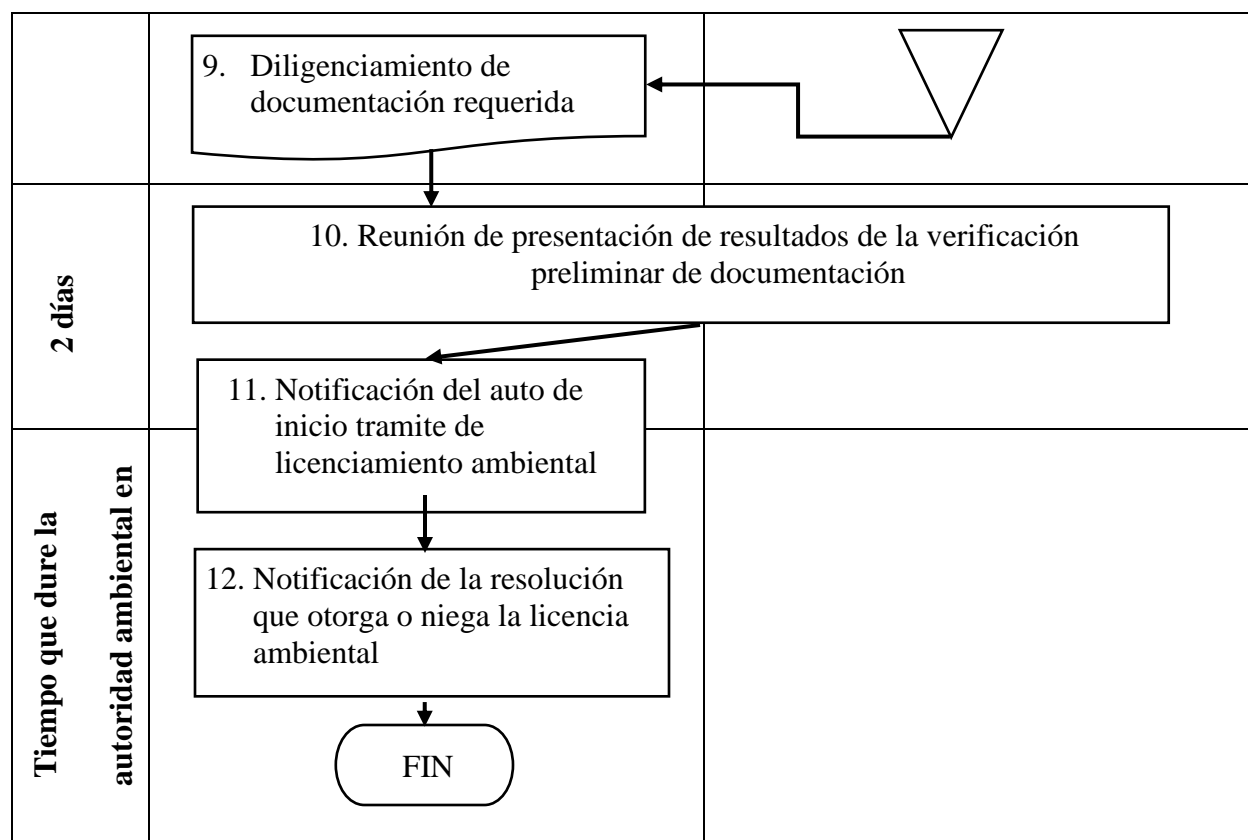 9. Diligenciamiento de
documentación requerida
2 días
10. Reunión de presentación de resultados de la verificación
preliminar de documentación
11. Notificación del auto de
inicio tramite de
licenciamiento ambiental
Tiempo que dure la
autoridad ambiental en
12. Notificación de la resolución
que otorga o niega la licencia
ambiental
FIN